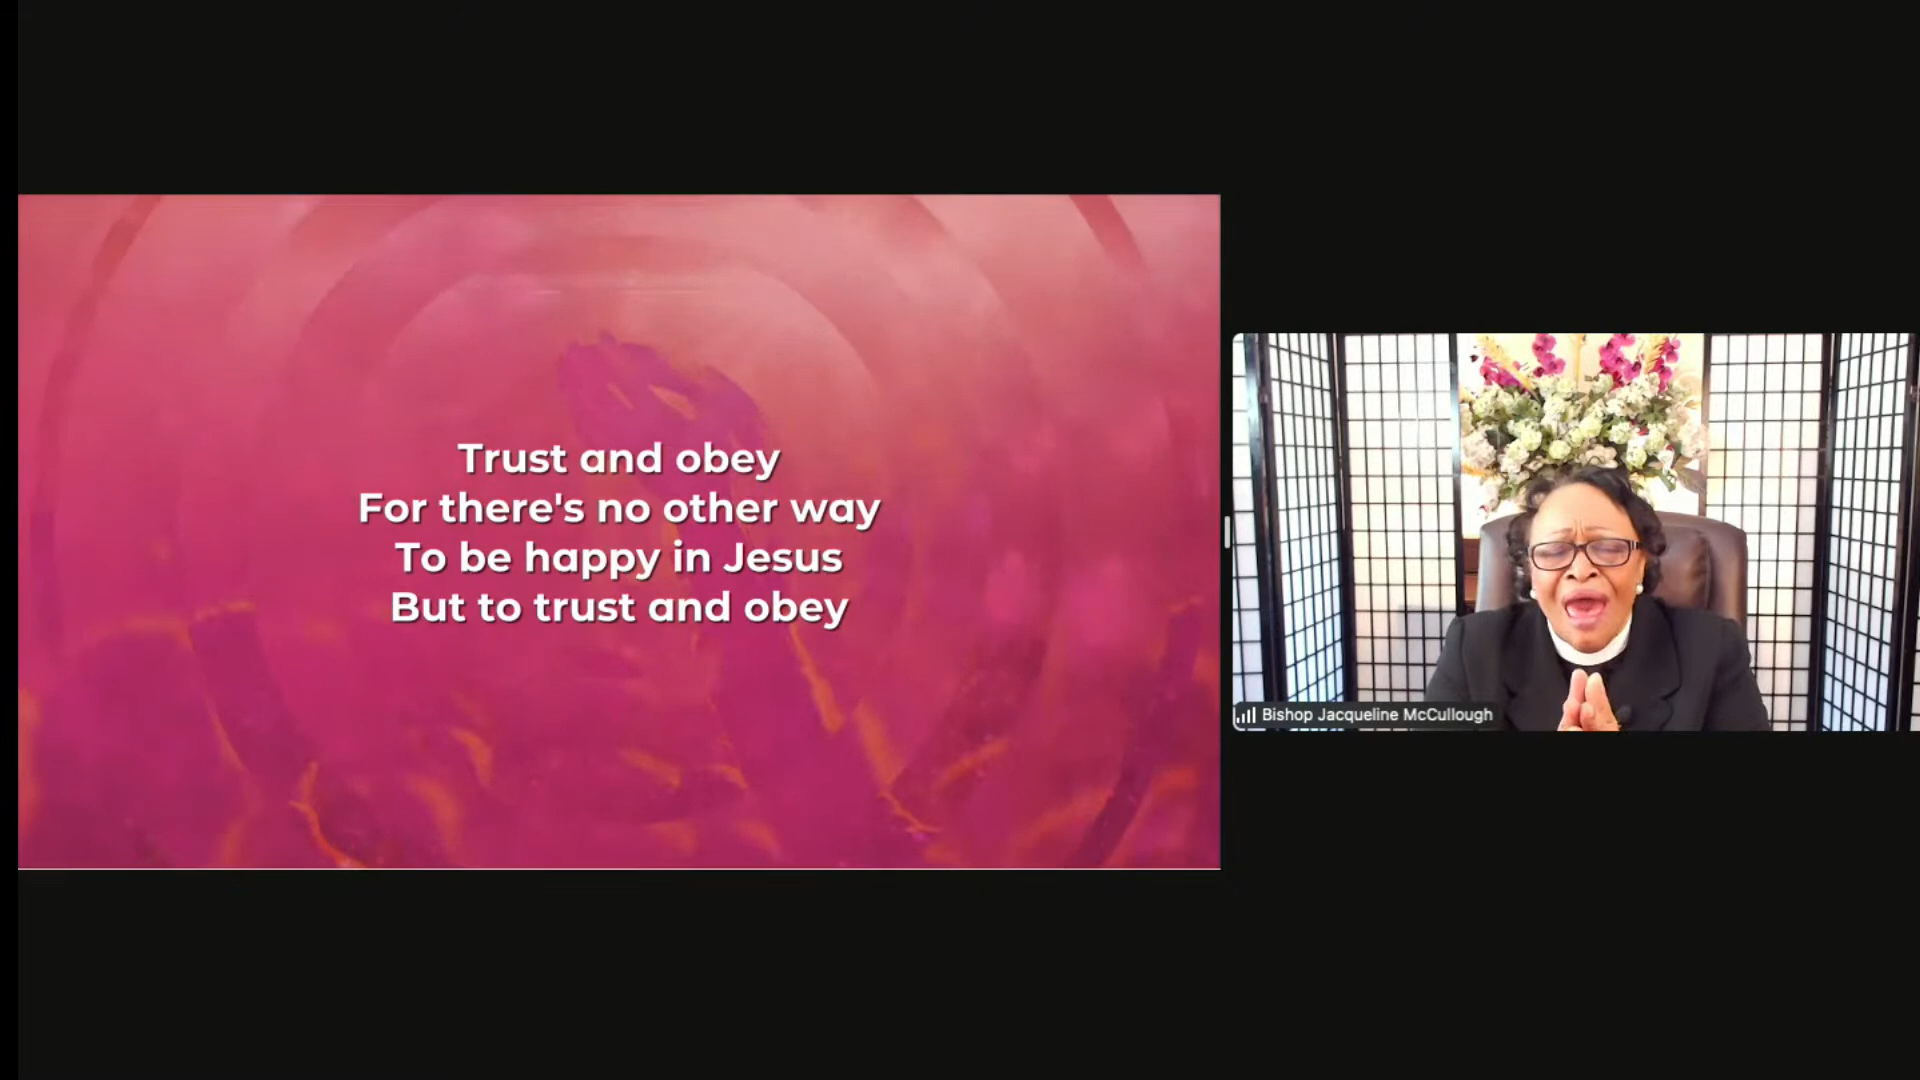 Trust and obey
For there's no other way
To be happy in Jesus
But to trust and obey
Bishop Jacqueline McCullough